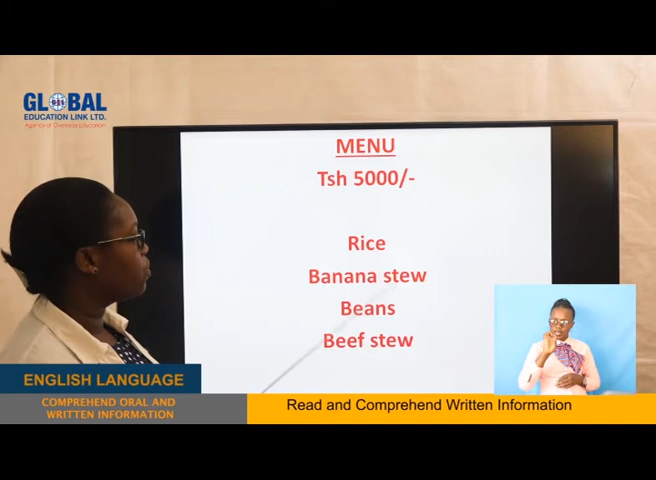 GLOBAL
EDUCATION LINK LTD.
Agency of Overseas Education
MENU
Tsh 5000/-
Rice
Banana stew
Beans
Beef stew
ENGLISH LANGUAGE
COMPREHEND ORAL AND
WRITTEN INFORMATION
Read and Comprehend Written Information